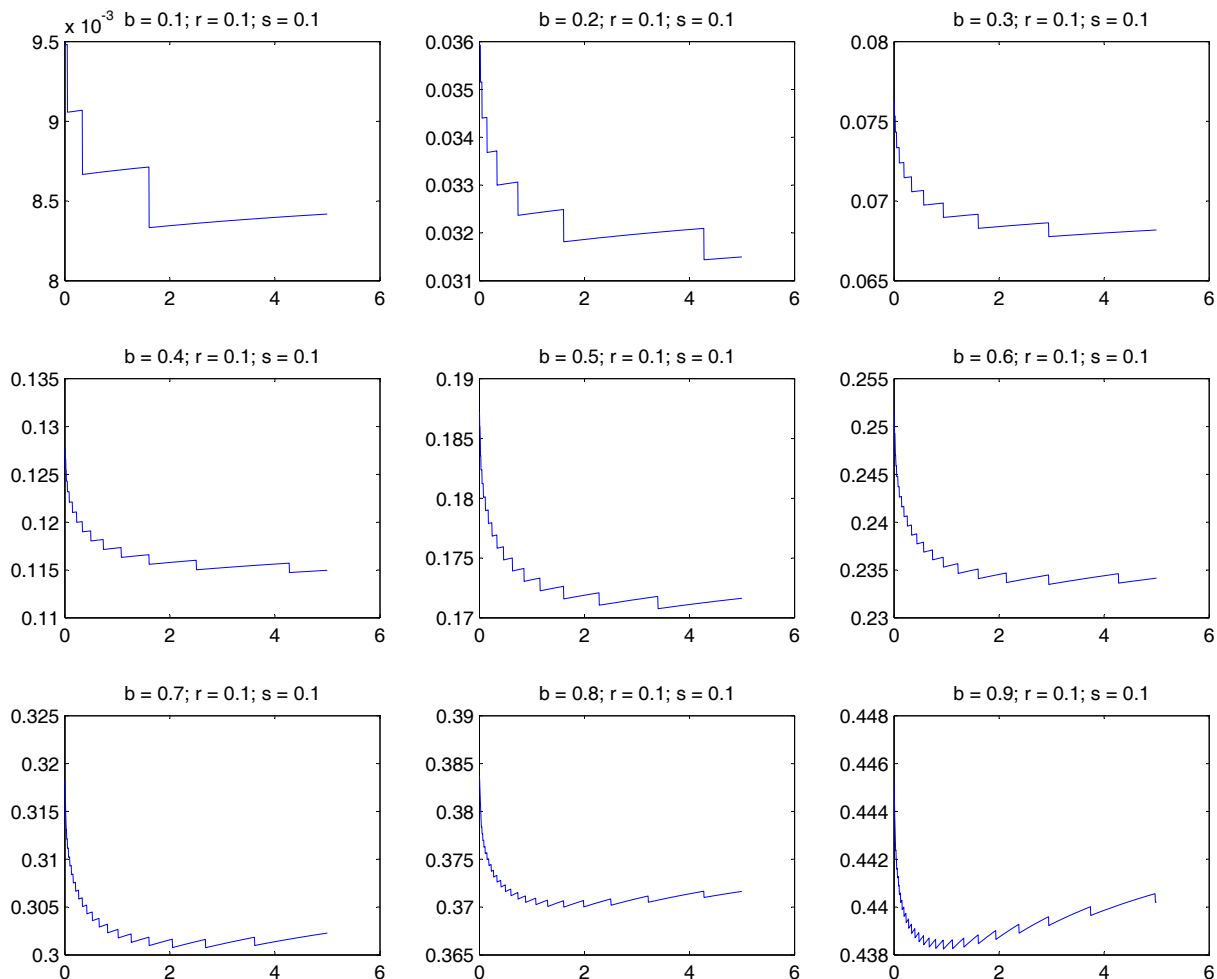 b = 0.1; r = 0.1; s = 0.1
b = 0.2; r = 0.1; s = 0.1
b = 0.3; r = 0.1; s = 0.1
x 10^-3
9.5
9
8.5
8
0 2 4 6
0.036
0.035
0.034
0.033
0.032
0.031
0 2 4 6
0.08
0.075
0.07
0.065
0 2 4 6
b = 0.4; r = 0.1; s = 0.1
b = 0.5; r = 0.1; s = 0.1
b = 0.6; r = 0.1; s = 0.1
0.135
0.13
0.125
0.12
0.115
0.11
0 2 4 6
0.19
0.185
0.18
0.175
0.17
0 2 4 6
0.255
0.25
0.245
0.24
0.235
0.23
0 2 4 6
b = 0.7; r = 0.1; s = 0.1
b = 0.8; r = 0.1; s = 0.1
b = 0.9; r = 0.1; s = 0.1
0.325
0.32
0.315
0.31
0.305
0.3
0 2 4 6
0.39
0.385
0.38
0.375
0.37
0.365
0 2 4 6
0.448
0.446
0.444
0.442
0.44
0.438
0 2 4 6